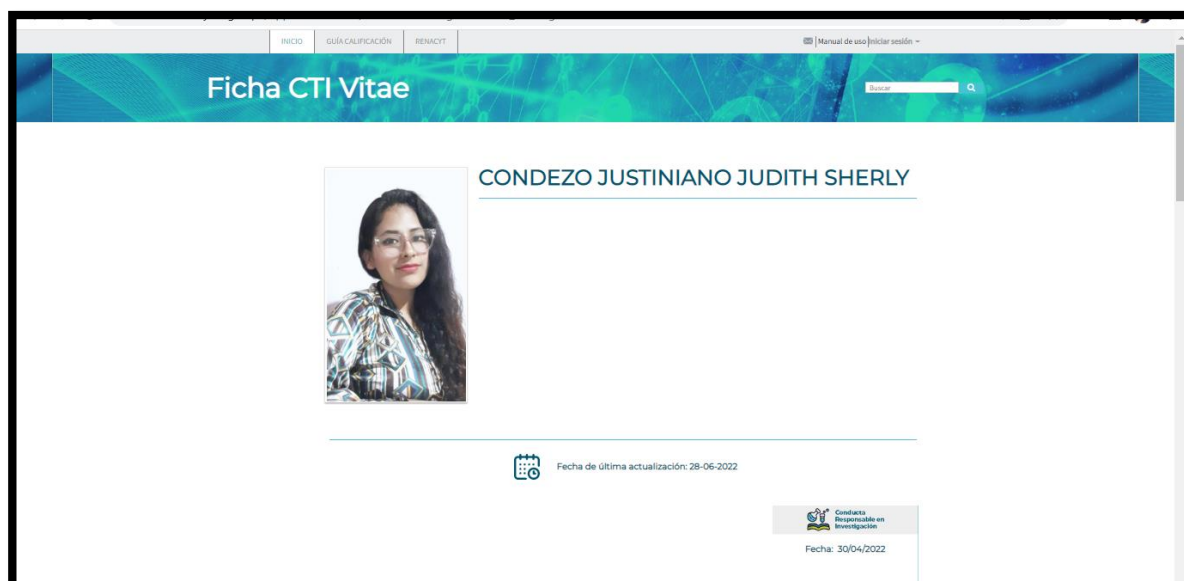 INICIO
GUÍA CALIFICACIÓN
RENACYT
Manual de uso |Iniciar sesión
Ficha CTI Vitae
Buscar
CONDEZO JUSTINIANO JUDITH SHERLY
Fecha de última actualización: 28-06-2022
Conducta
Responsable en
Investigación
Fecha: 30/04/2022